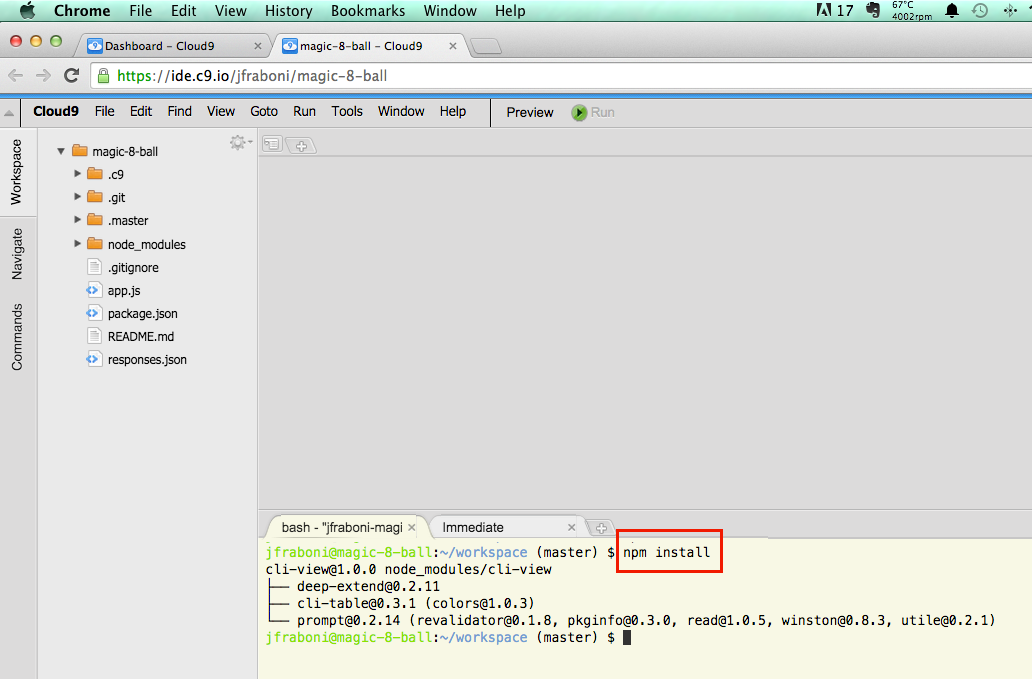 Chrome File Edit View History Bookmarks Window Help 17 67°C 4002rpm
Dashboard – Cloud9 magic-8-ball – Cloud9
https://ide.c9.io/jfraboni/magic-8-ball
Cloud9 File Edit Find View Goto Run Tools Window Help Preview Run
Workspace
Navigate
Commands
magic-8-ball
.c9
.git
.master
node_modules
.gitignore
app.js
package.json
README.md
responses.json
bash - "jfraboni-magi Immediate
jfraboni@magic-8-ball:~/workspace (master) $ npm install
cli-view@1.0.0 node_modules/cli-view
├── deep-extend@0.2.11
├── cli-table@0.3.1 (colors@1.0.3)
└── prompt@0.2.14 (revalidator@0.1.8, pkginfo@0.3.0, read@1.0.5, winston@0.8.3, utile@0.2.1)
jfraboni@magic-8-ball:~/workspace (master) $